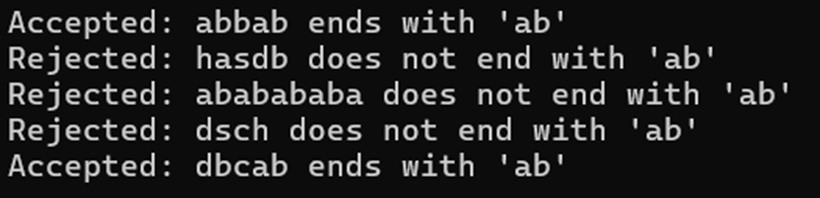 Accepted: abbab ends with 'ab'
Rejected: hasdb does not end with 'ab'
Rejected: ababababa does not end with 'ab'
Rejected: dsch does not end with 'ab'
Accepted: dbcab ends with 'ab'